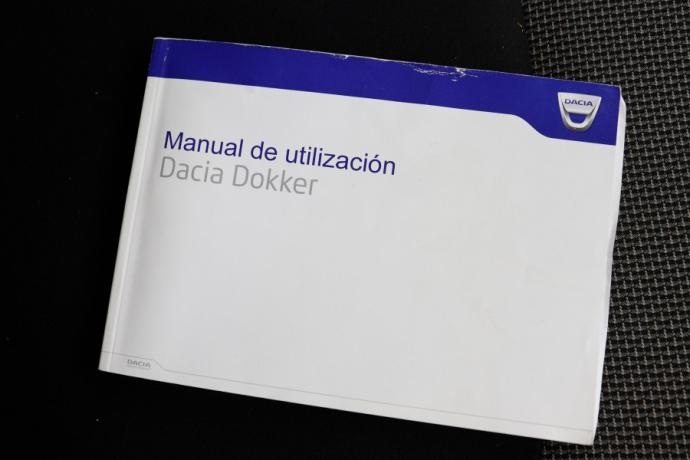 DACIA
Manual de utilización
Dacia Dokker
DACIA